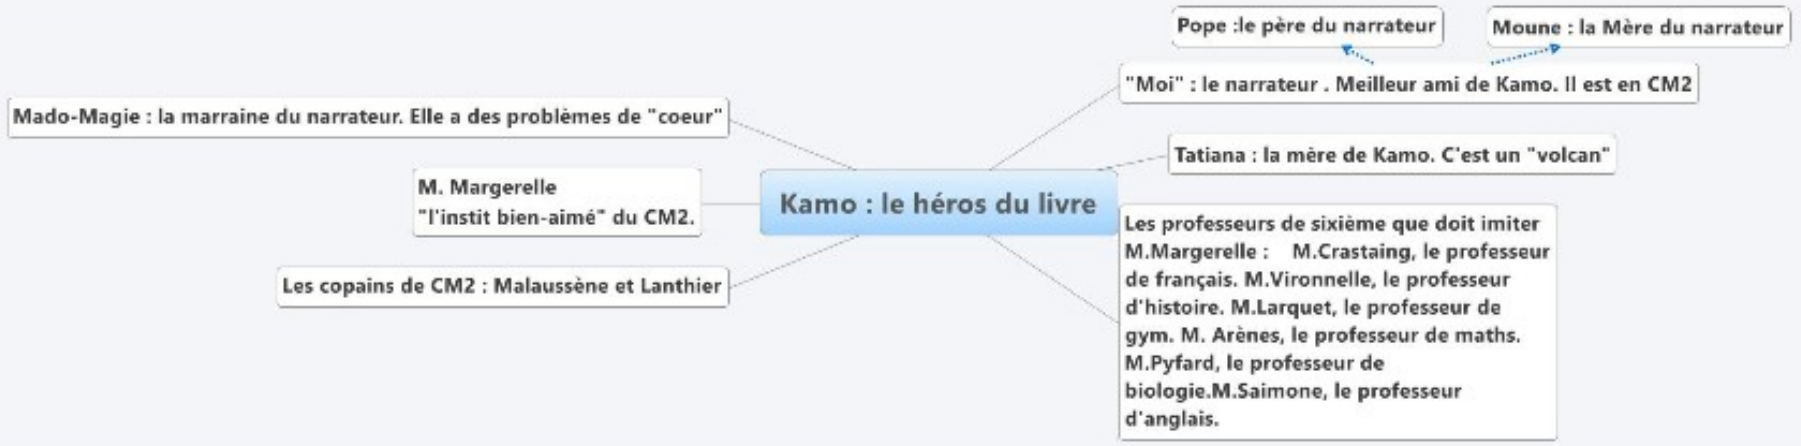 Pope :le père du narrateur
Moune : la Mère du narrateur
"Moi" : le narrateur . Meilleur ami de Kamo. Il est en CM2
Mado-Magie : la marraine du narrateur. Elle a des problèmes de "coeur"
Tatiana : la mère de Kamo. C'est un "volcan"
M. Margerelle
"l'instit bien-aimé" du CM2.
Kamo : le héros du livre
Les professeurs de sixième que doit imiter
M.Margerelle : M.Crastaing, le professeur
de français. M.Vironnelle, le professeur
d'histoire. M.Larquet, le professeur de
gym. M. Arènes, le professeur de maths.
M.Pyfard, le professeur de
biologie.M.Saimone, le professeur
d'anglais.
Les copains de CM2 : Malaussène et Lanthier